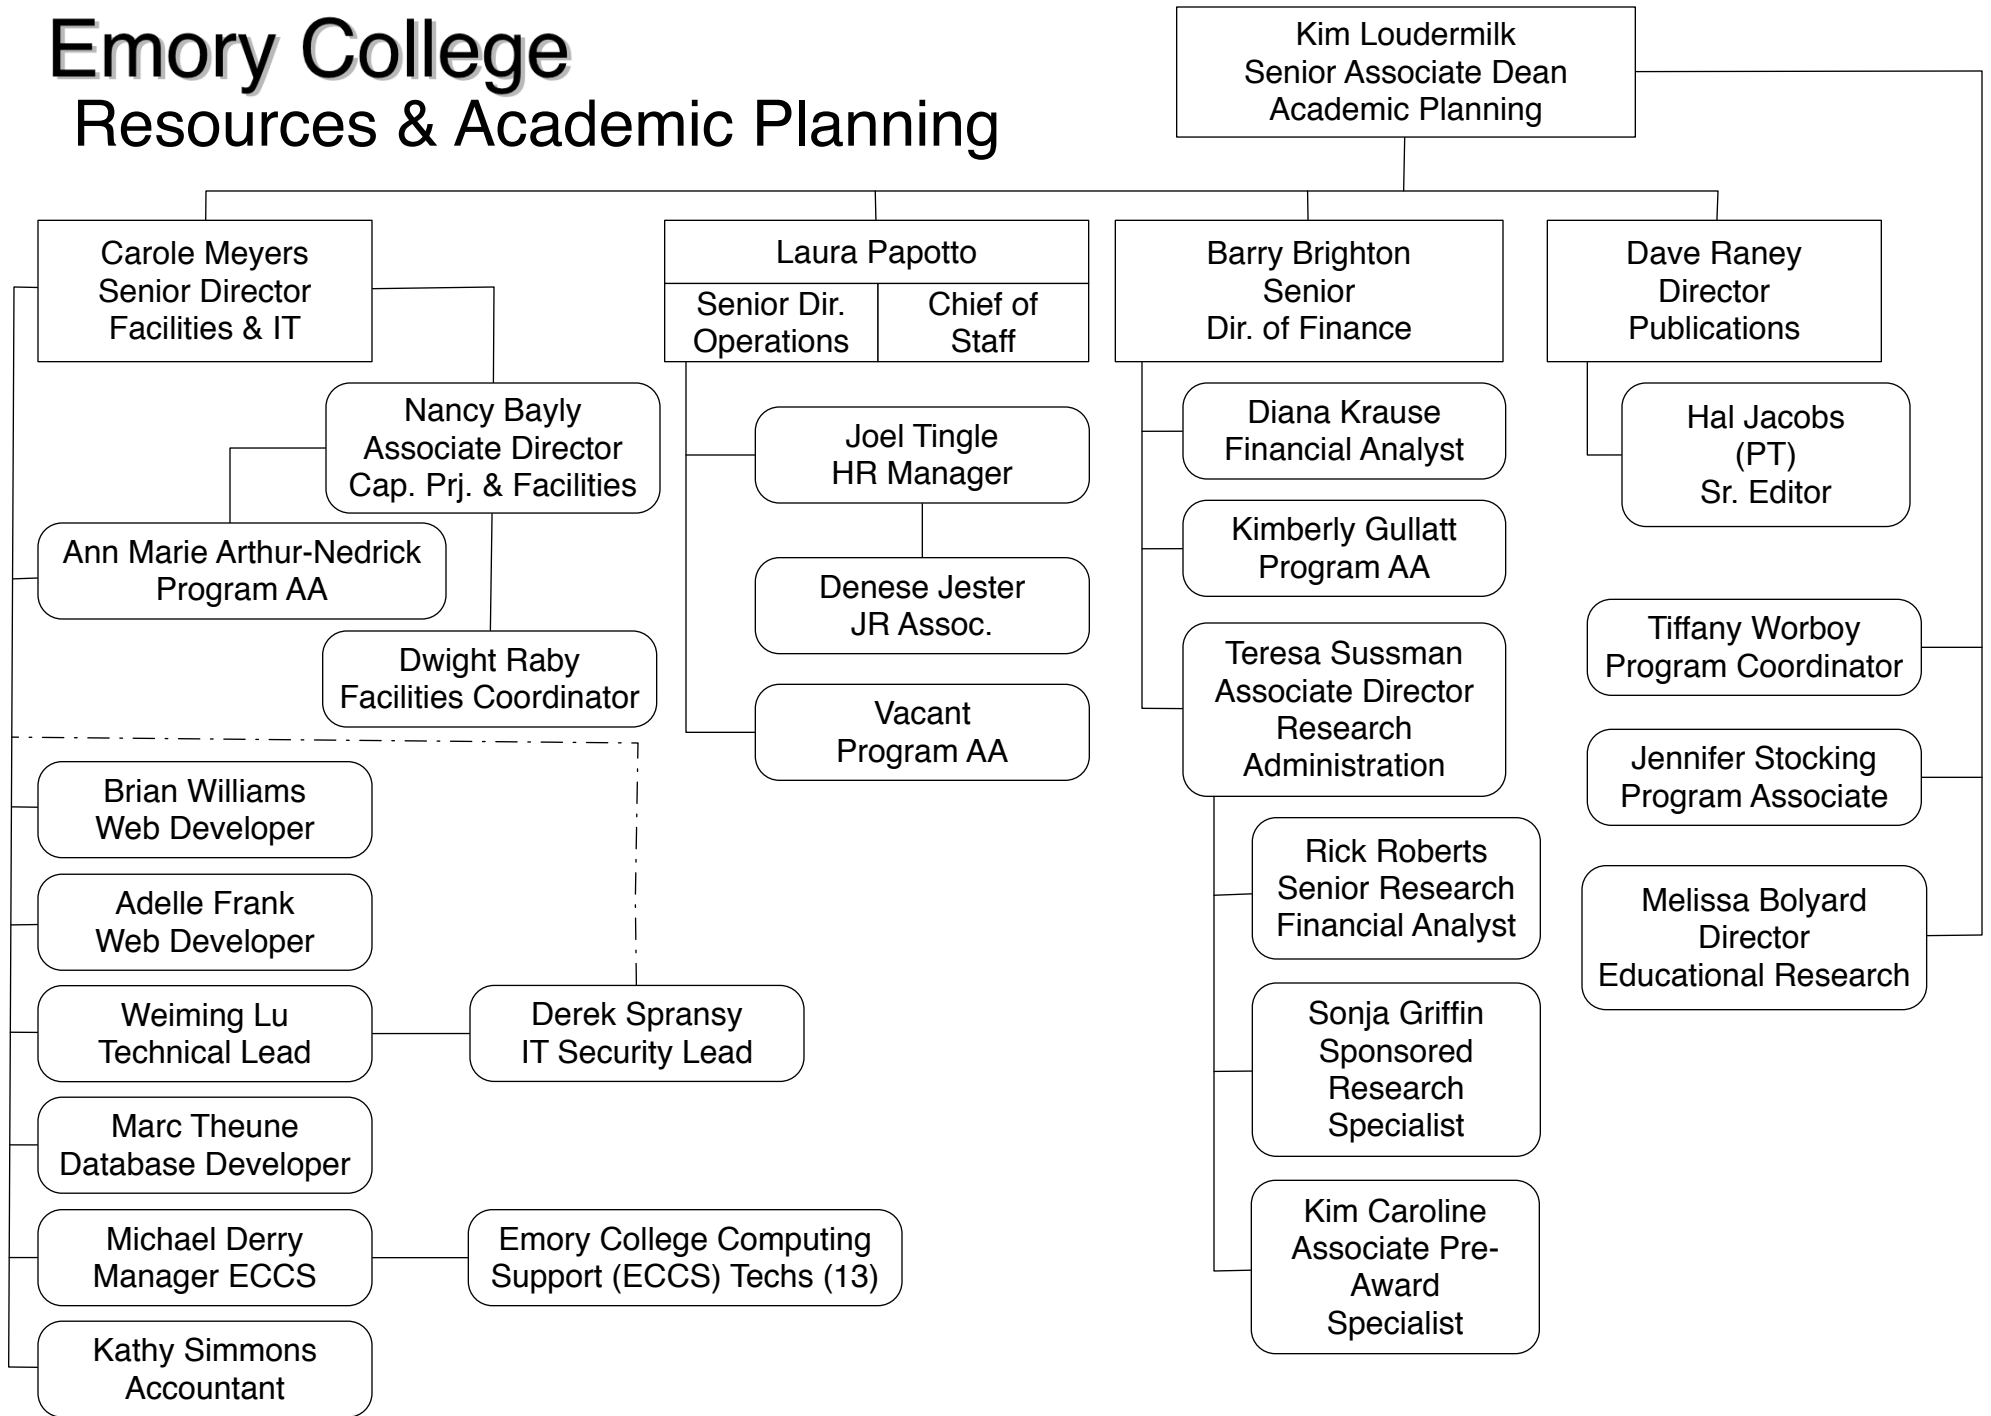 Emory College
Resources & Academic Planning
Kim Loudermilk
Senior Associate Dean
Academic Planning
Carole Meyers
Senior Director
Facilities & IT
Laura Papotto
Senior Dir.
Operations
Chief of
Staff
Barry Brighton
Senior
Dir. of Finance
Dave Raney
Director
Publications
Nancy Bayly
Associate Director
Cap. Prj. & Facilities
Ann Marie Arthur-Nedrick
Program AA
Dwight Raby
Facilities Coordinator
Brian Williams
Web Developer
Adelle Frank
Web Developer
Weiming Lu
Technical Lead
Derek Spransy
IT Security Lead
Marc Theune
Database Developer
Michael Derry
Manager ECCS
Emory College Computing
Support (ECCS) Techs (13)
Kathy Simmons
Accountant
Joel Tingle
HR Manager
Denese Jester
JR Assoc.
Vacant
Program AA
Diana Krause
Financial Analyst
Kimberly Gullatt
Program AA
Teresa Sussman
Associate Director
Research
Administration
Rick Roberts
Senior Research
Financial Analyst
Sonja Griffin
Sponsored
Research
Specialist
Kim Caroline
Associate Pre-
Award
Specialist
Hal Jacobs
(PT)
Sr. Editor
Tiffany Worboy
Program Coordinator
Jennifer Stocking
Program Associate
Melissa Bolyard
Director
Educational Research